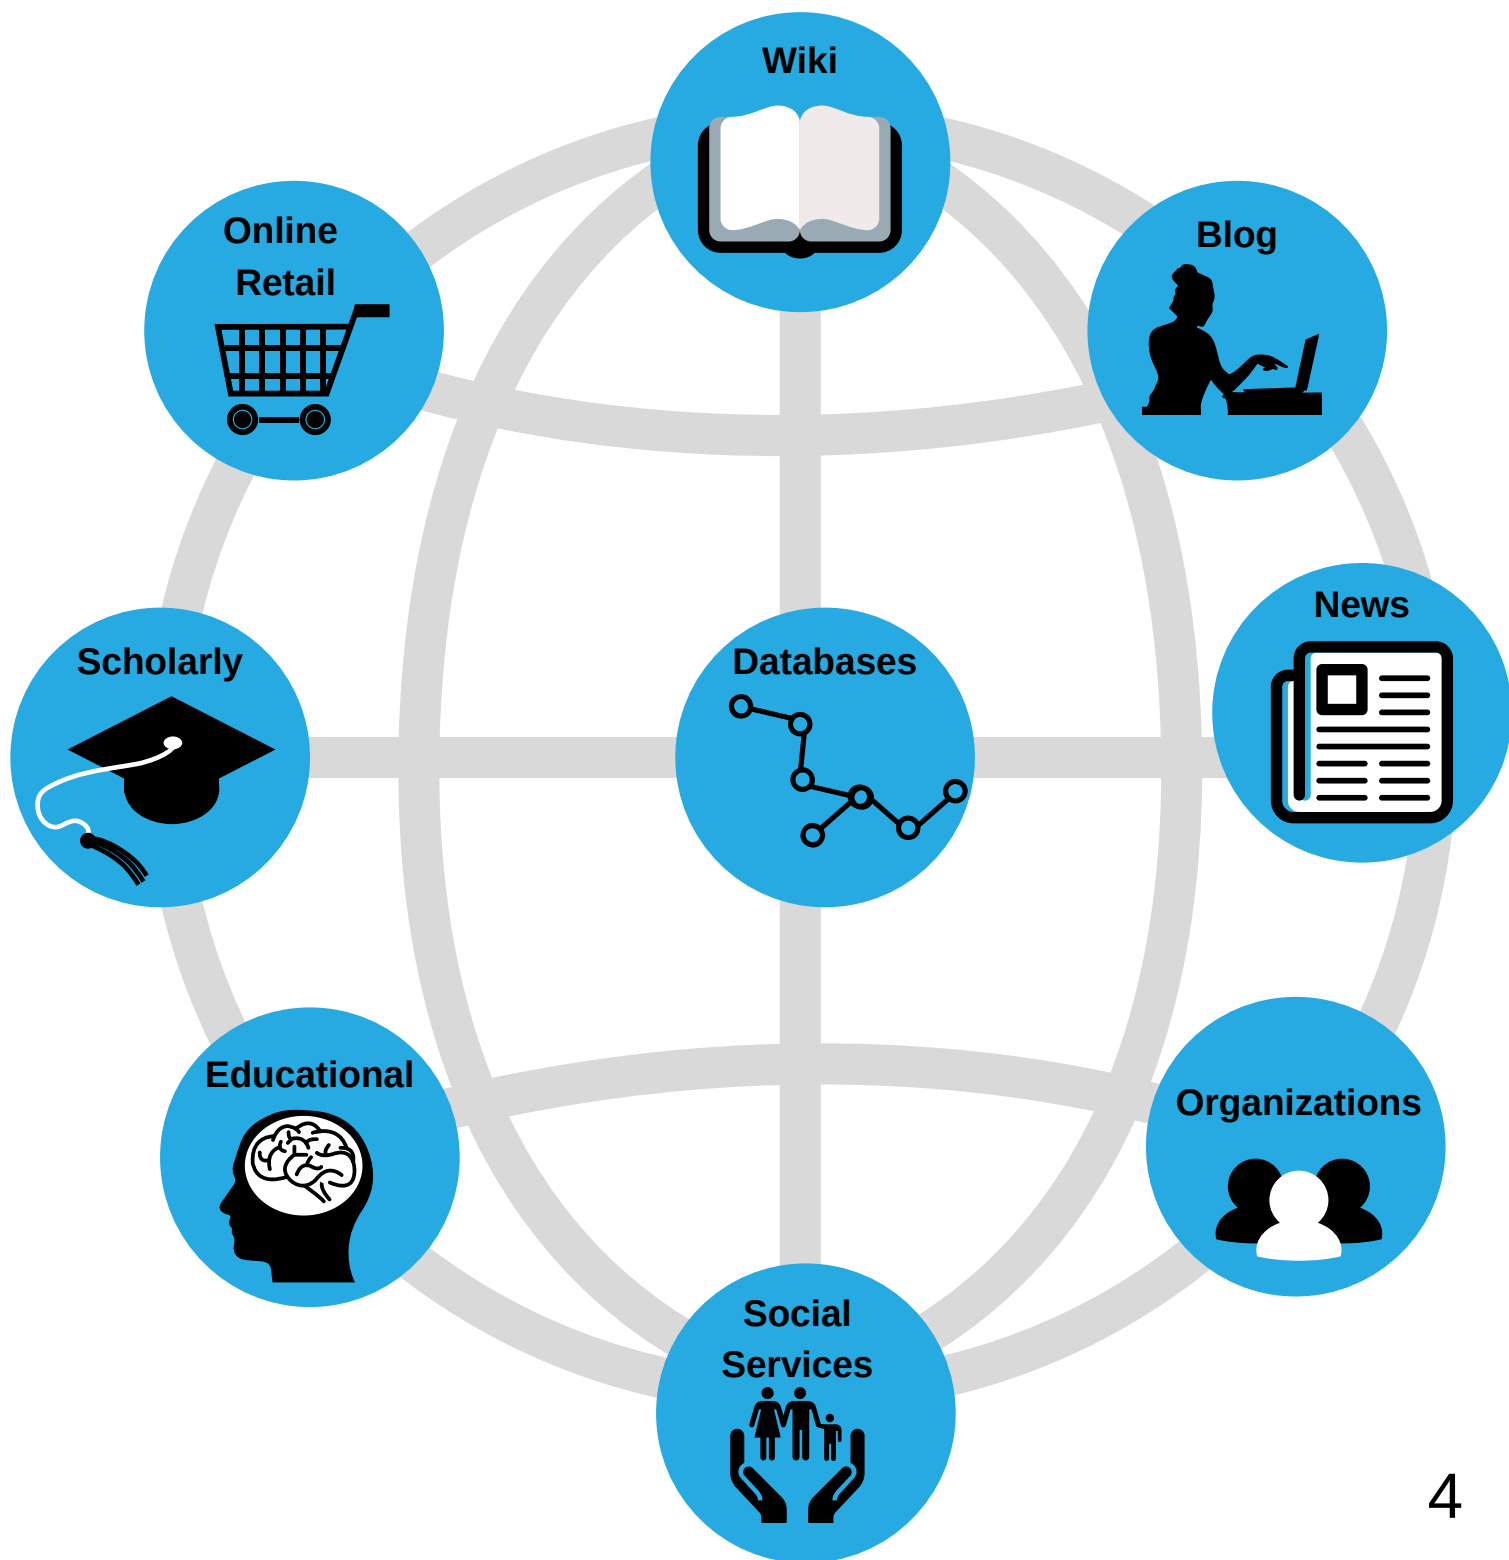 Wiki
Online
Retail
Blog
News
Scholarly
Databases
Educational
Organizations
Social
Services
4